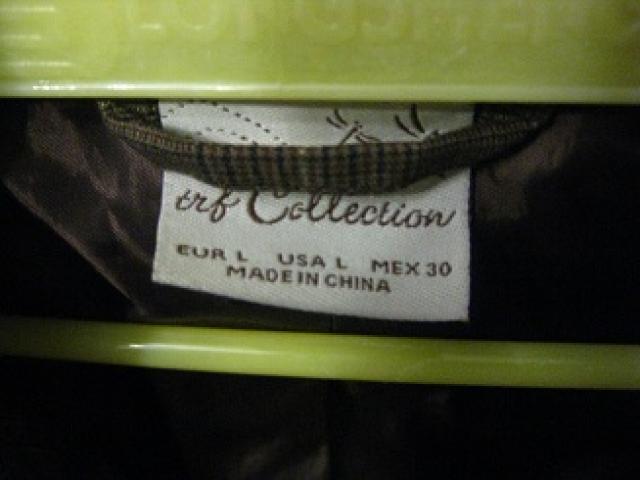 trf Collection
EUR L USA L MEX 30
MADE IN CHINA